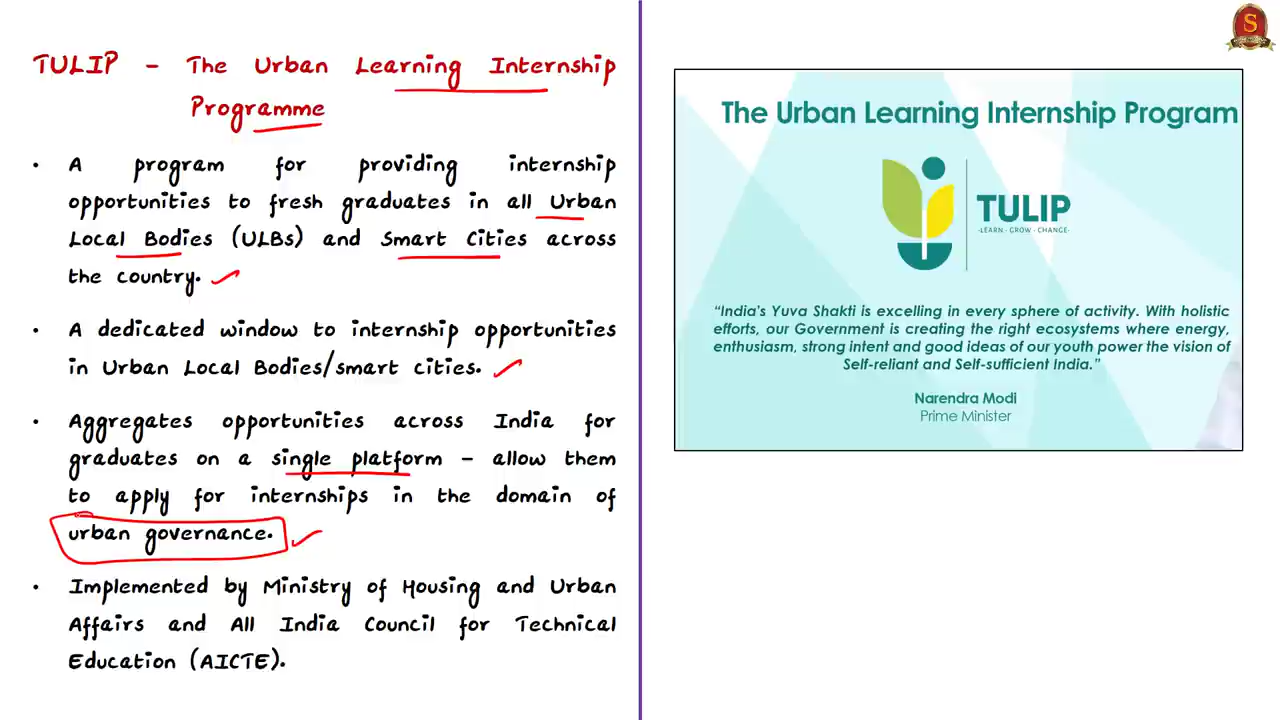 TULIP - The Urban Learning Internship
Programme
• A program for providing internship
opportunities to fresh graduates in all Urban
Local Bodies (ULBs) and Smart Cities across
the country.
• A dedicated window to internship opportunities
in Urban Local Bodies/smart cities.
• Aggregates opportunities across India for
graduates on a single platform - allow them
to apply for internships in the domain of
urban governance.
• Implemented by Ministry of Housing and Urban
Affairs and All India Council for Technical
Education (AICTE).
S
The Urban Learning Internship Program
TULIP
·LEARN · GROW · CHANGE·
“India's Yuva Shakti is excelling in every sphere of activity. With holistic
efforts, our Government is creating the right ecosystems where energy,
enthusiasm, strong intent and good ideas of our youth power the vision of
Self-reliant and Self-sufficient India.”
Narendra Modi
Prime Minister